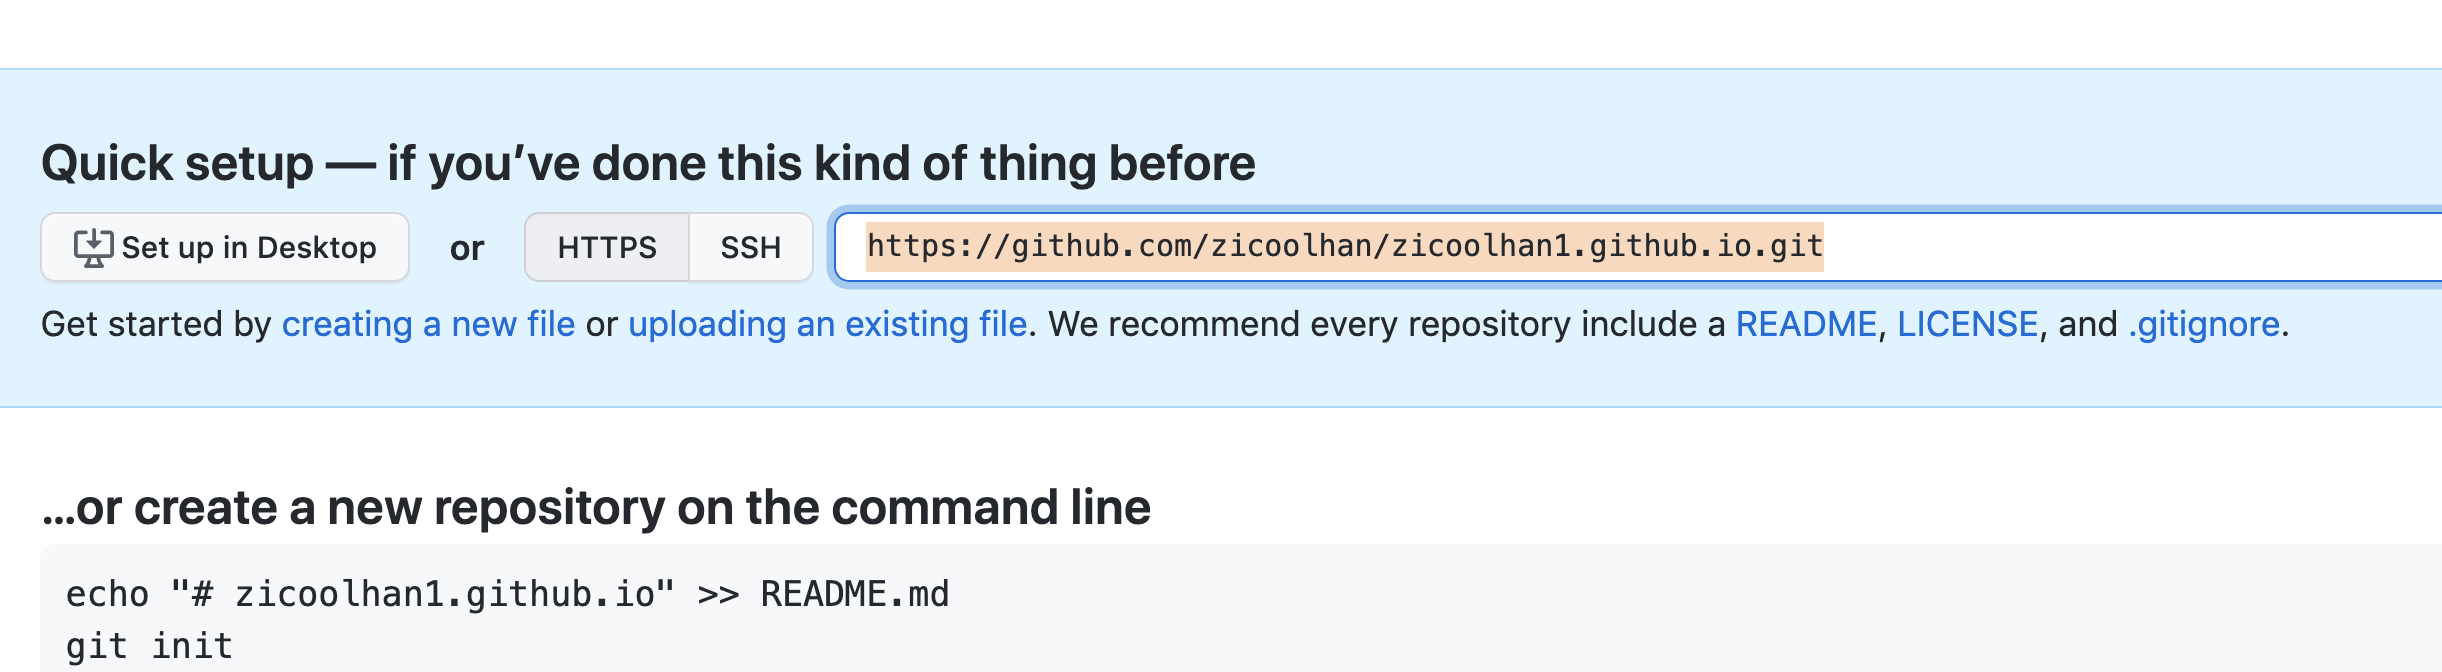 Quick setup — if you’ve done this kind of thing before
Set up in Desktop or HTTPS SSH https://github.com/zicoolhan/zicoolhan1.github.io.git
Get started by creating a new file or uploading an existing file. We recommend every repository include a README, LICENSE, and .gitignore.
…or create a new repository on the command line
echo "# zicoolhan1.github.io" >> README.md
git init